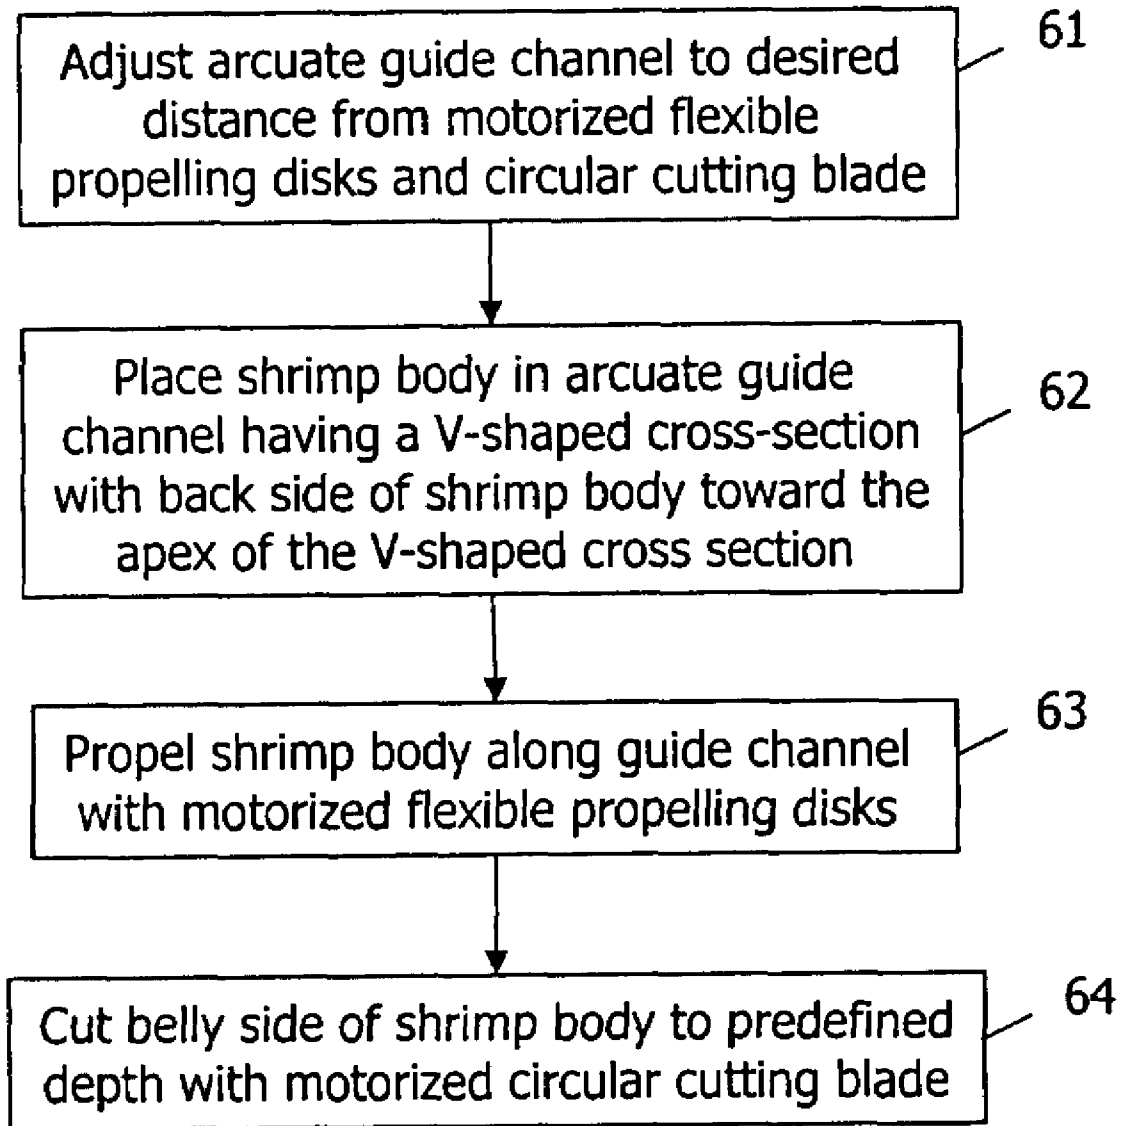 Adjust arcuate guide channel to desired
distance from motorized flexible
propelling disks and circular cutting blade
61
Place shrimp body in arcuate guide
channel having a V-shaped cross-section
with back side of shrimp body toward the
apex of the V-shaped cross section
62
Propel shrimp body along guide channel
with motorized flexible propelling disks
63
Cut belly side of shrimp body to predefined
depth with motorized circular cutting blade
64